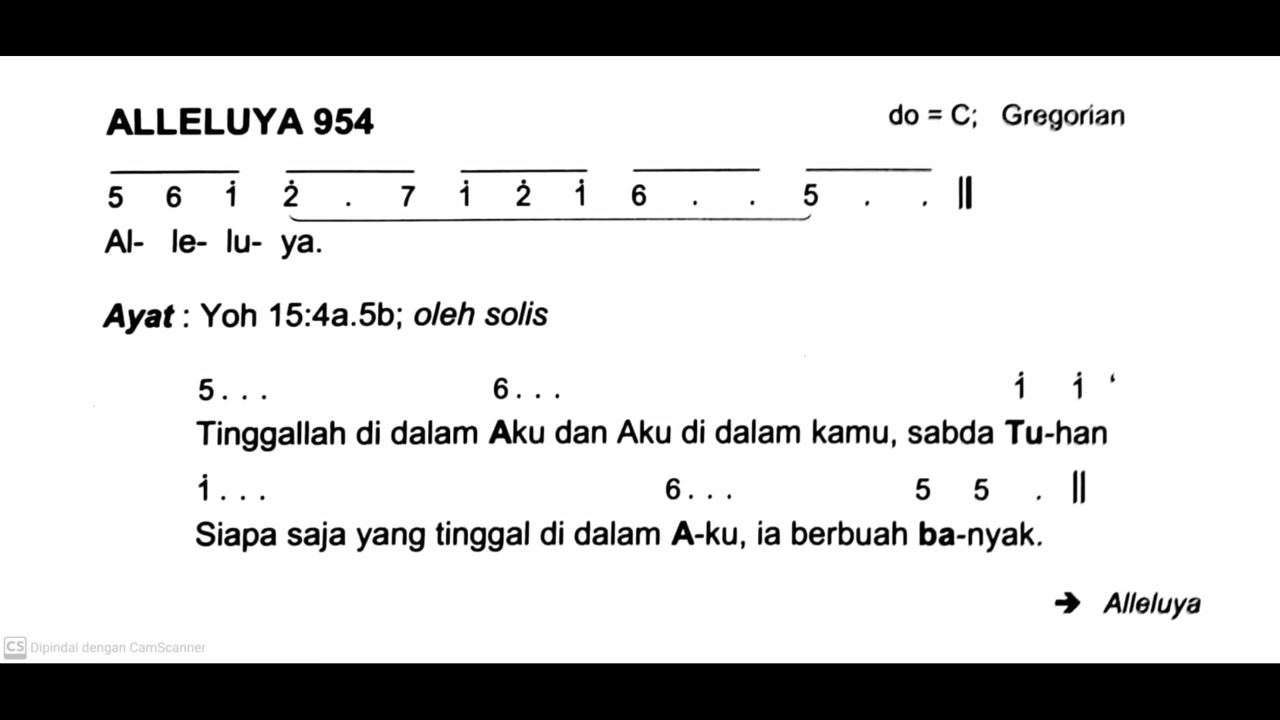 ALLELUYA 954
do = C; Gregorian
5 6 1̇ 2̇ . 7 1̇ 2̇ 1̇ 6 . . 5 . . ||
Al- le- lu- ya.
Ayat : Yoh 15:4a.5b; oleh solis
5 . . . 6 . . . 1̇ 1̇ ‘
Tinggallah di dalam Aku dan Aku di dalam kamu, sabda Tu-han
1̇ . . . 6 . . . 5 5 . ||
Siapa saja yang tinggal di dalam A-ku, ia berbuah ba-nyak.
➔ Alleluya
CS Dipindai dengan CamScanner